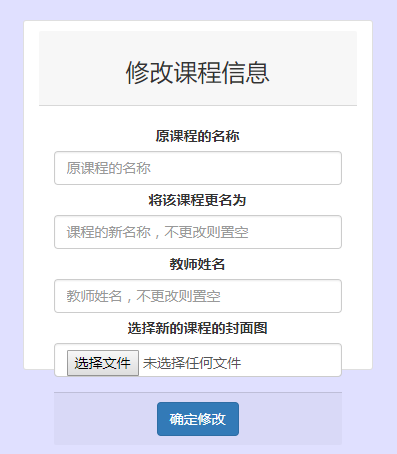 修改课程信息
原课程的名称
原课程的名称
将该课程更名为
课程的新名称，不更改则置空
教师姓名
教师姓名，不更改则置空
选择新的课程的封面图
选择文件 未选择任何文件
确定修改